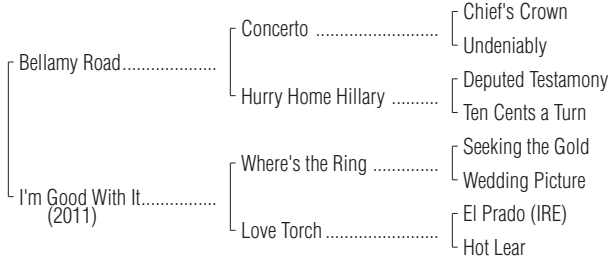 Chief's Crown
Concerto ..........................
Undeniably
Bellamy Road....................
Deputed Testamony
Hurry Home Hillary ..........
Ten Cents a Turn
Seeking the Gold
Where's the Ring ..............
Wedding Picture
I'm Good With It................
(2011)
El Prado (IRE)
Love Torch ........................
Hot Lear